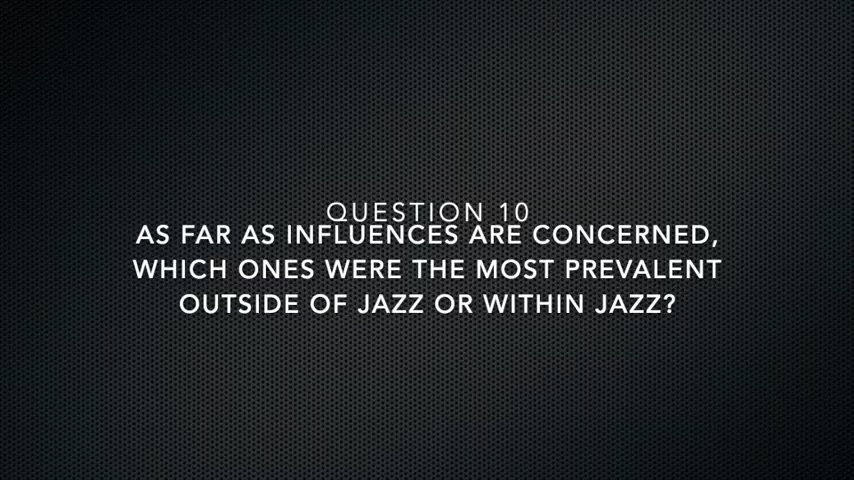 QUESTION 10
AS FAR AS INFLUENCES ARE CONCERNED,
WHICH ONES WERE THE MOST PREVALENT
OUTSIDE OF JAZZ OR WITHIN JAZZ?